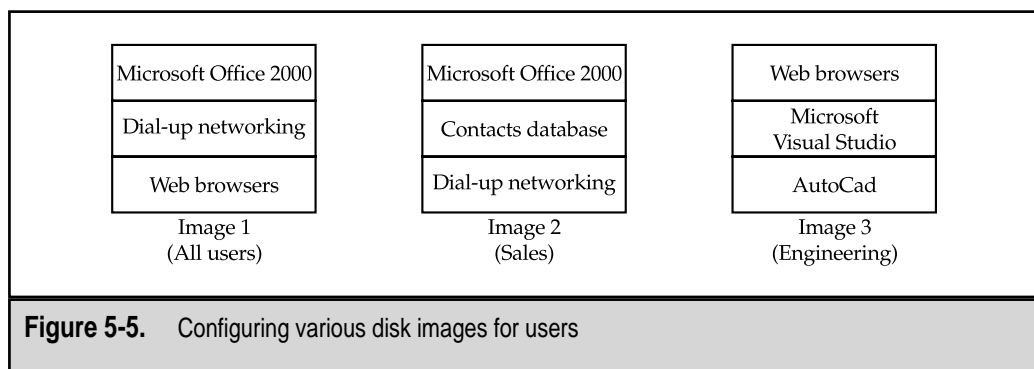 Microsoft Office 2000
Dial-up networking
Web browsers
Image 1
(All users)
Microsoft Office 2000
Contacts database
Dial-up networking
Image 2
(Sales)
Web browsers
Microsoft
Visual Studio
AutoCad
Image 3
(Engineering)
Figure 5-5. Configuring various disk images for users